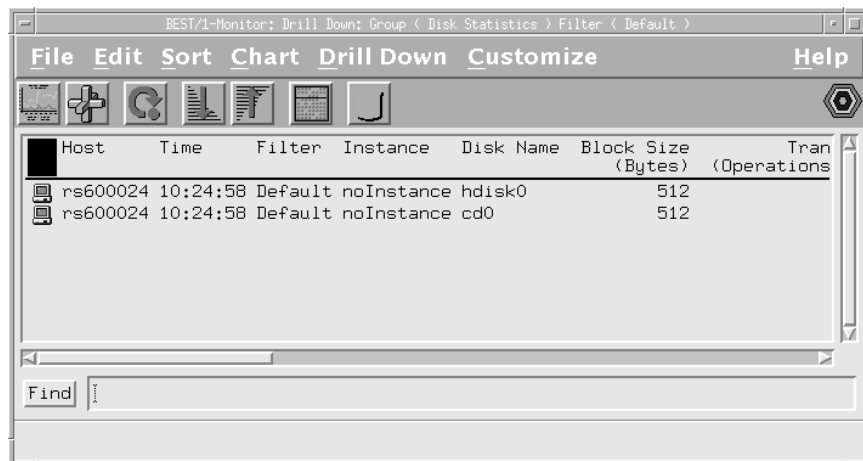 BEST/1-Monitor: Drill Down: Group ( Disk Statistics ) Filter ( Default )
File Edit Sort Chart Drill Down Customize Help
Host Time Filter Instance Disk Name Block Size Tran
(Bytes) (Operations
rs600024 10:24:58 Default noInstance hdisk0 512
rs600024 10:24:58 Default noInstance cd0 512
Find